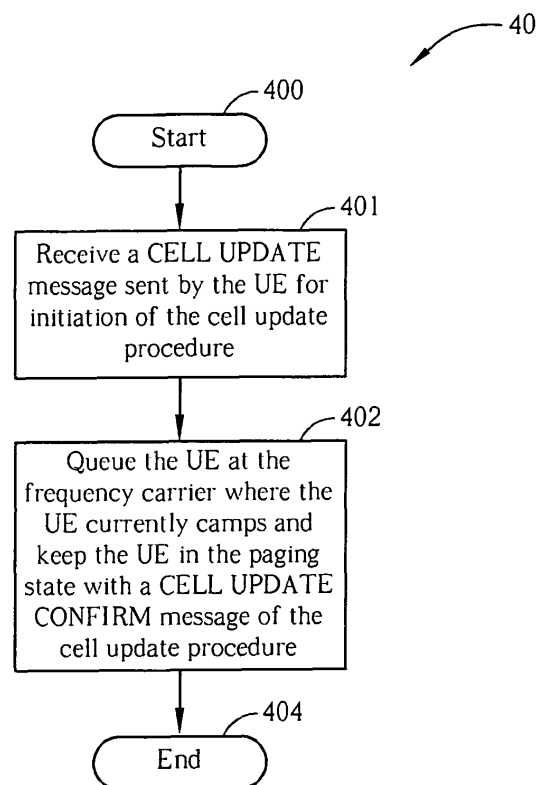 40
400
Start
401
Receive a CELL UPDATE
message sent by the UE for
initiation of the cell update
procedure
402
Queue the UE at the
frequency carrier where the
UE currently camps and
keep the UE in the paging
state with a CELL UPDATE
CONFIRM message of the
cell update procedure
404
End